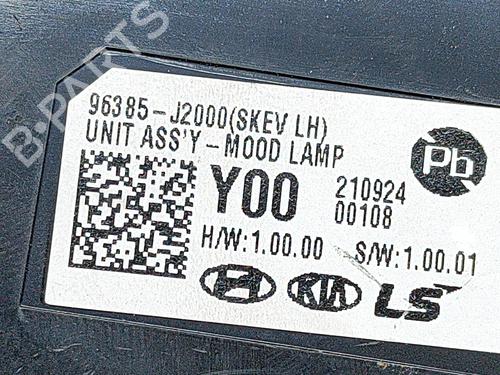 B-PARTS
96385-J2000(SKEV LH)
UNIT ASS'Y-MOOD LAMP
Pb
Y00
210924
00108
H/W:1.00.00 S/W:1.00.01
KIA LS